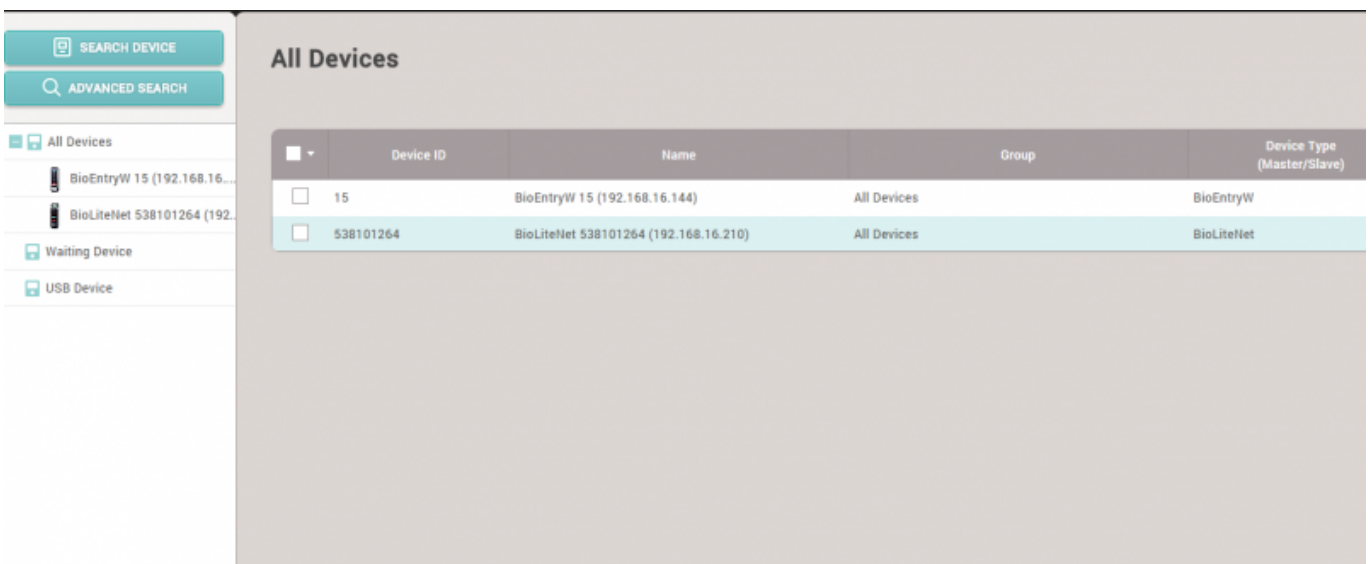 SEARCH DEVICE
ADVANCED SEARCH
All Devices
BioEntryW 15 (192.168.16....
BioLiteNet 538101264 (192..
Waiting Device
USB Device
All Devices
Device ID Name Group Device Type (Master/Slave)
15 BioEntryW 15 (192.168.16.144) All Devices BioEntryW
538101264 BioLiteNet 538101264 (192.168.16.210) All Devices BioLiteNet